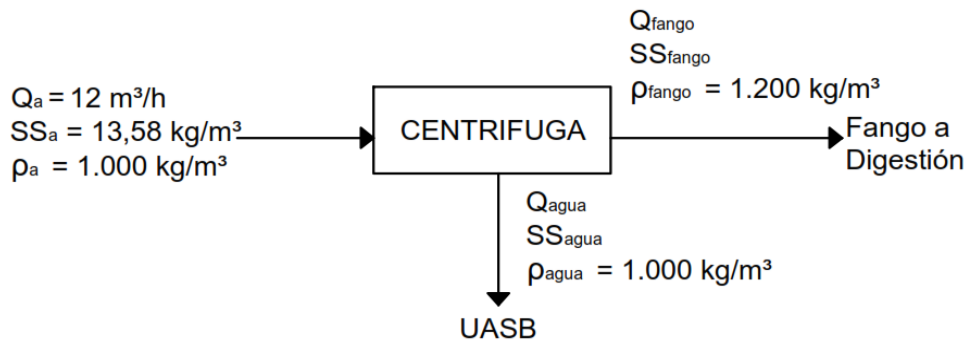 Qa = 12 m³/h
SSa = 13,58 kg/m³
ρa = 1.000 kg/m³
CENTRIFUGA
Qfango
SSfango
ρfango = 1.200 kg/m³
Fango a
Digestión
Qagua
SSagua
ρagua = 1.000 kg/m³
UASB